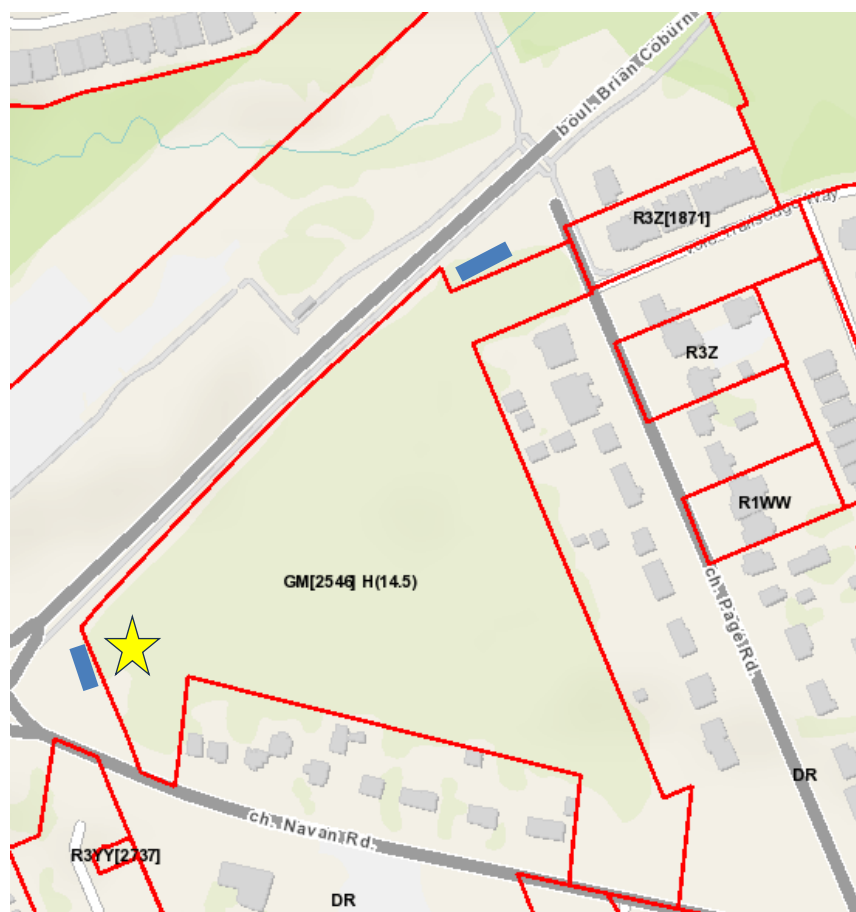 boul. Brian Coburn
R3Z[1871]
R3Z
R1WW
GM[2546] H(14.5)
ch. Pagé Rd.
DR
ch. Navan Rd.
R3YY[2737]
DR